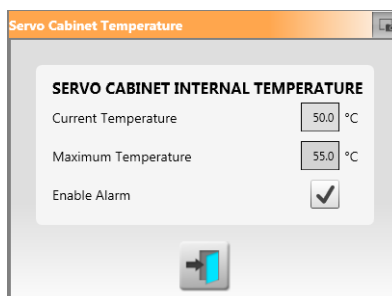 Servo Cabinet Temperature
SERVO CABINET INTERNAL TEMPERATURE
Current Temperature 50.0 °C
Maximum Temperature 55.0 °C
Enable Alarm